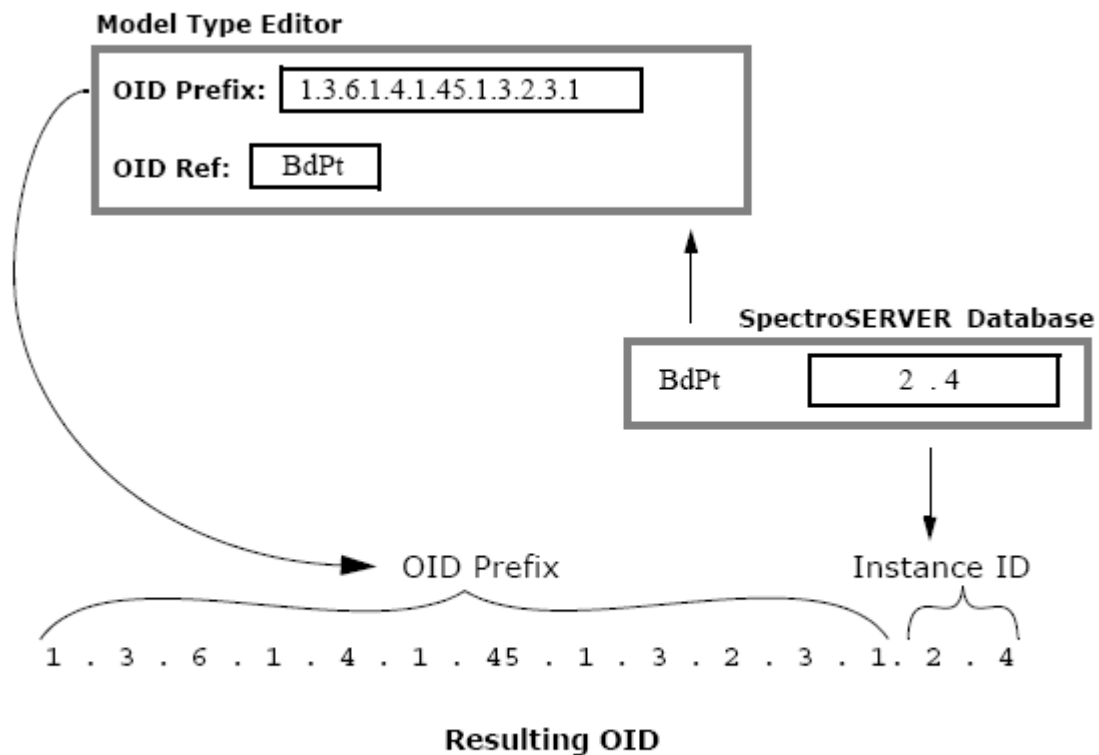 Model Type Editor
OID Prefix: 1.3.6.1.4.1.45.1.3.2.3.1
OID Ref: BdPt
SpectroSERVER Database
BdPt 2 . 4
OID Prefix Instance ID
1 . 3 . 6 . 1 . 4 . 1 . 45 . 1 . 3 . 2 . 3 . 1. 2 . 4
Resulting OID